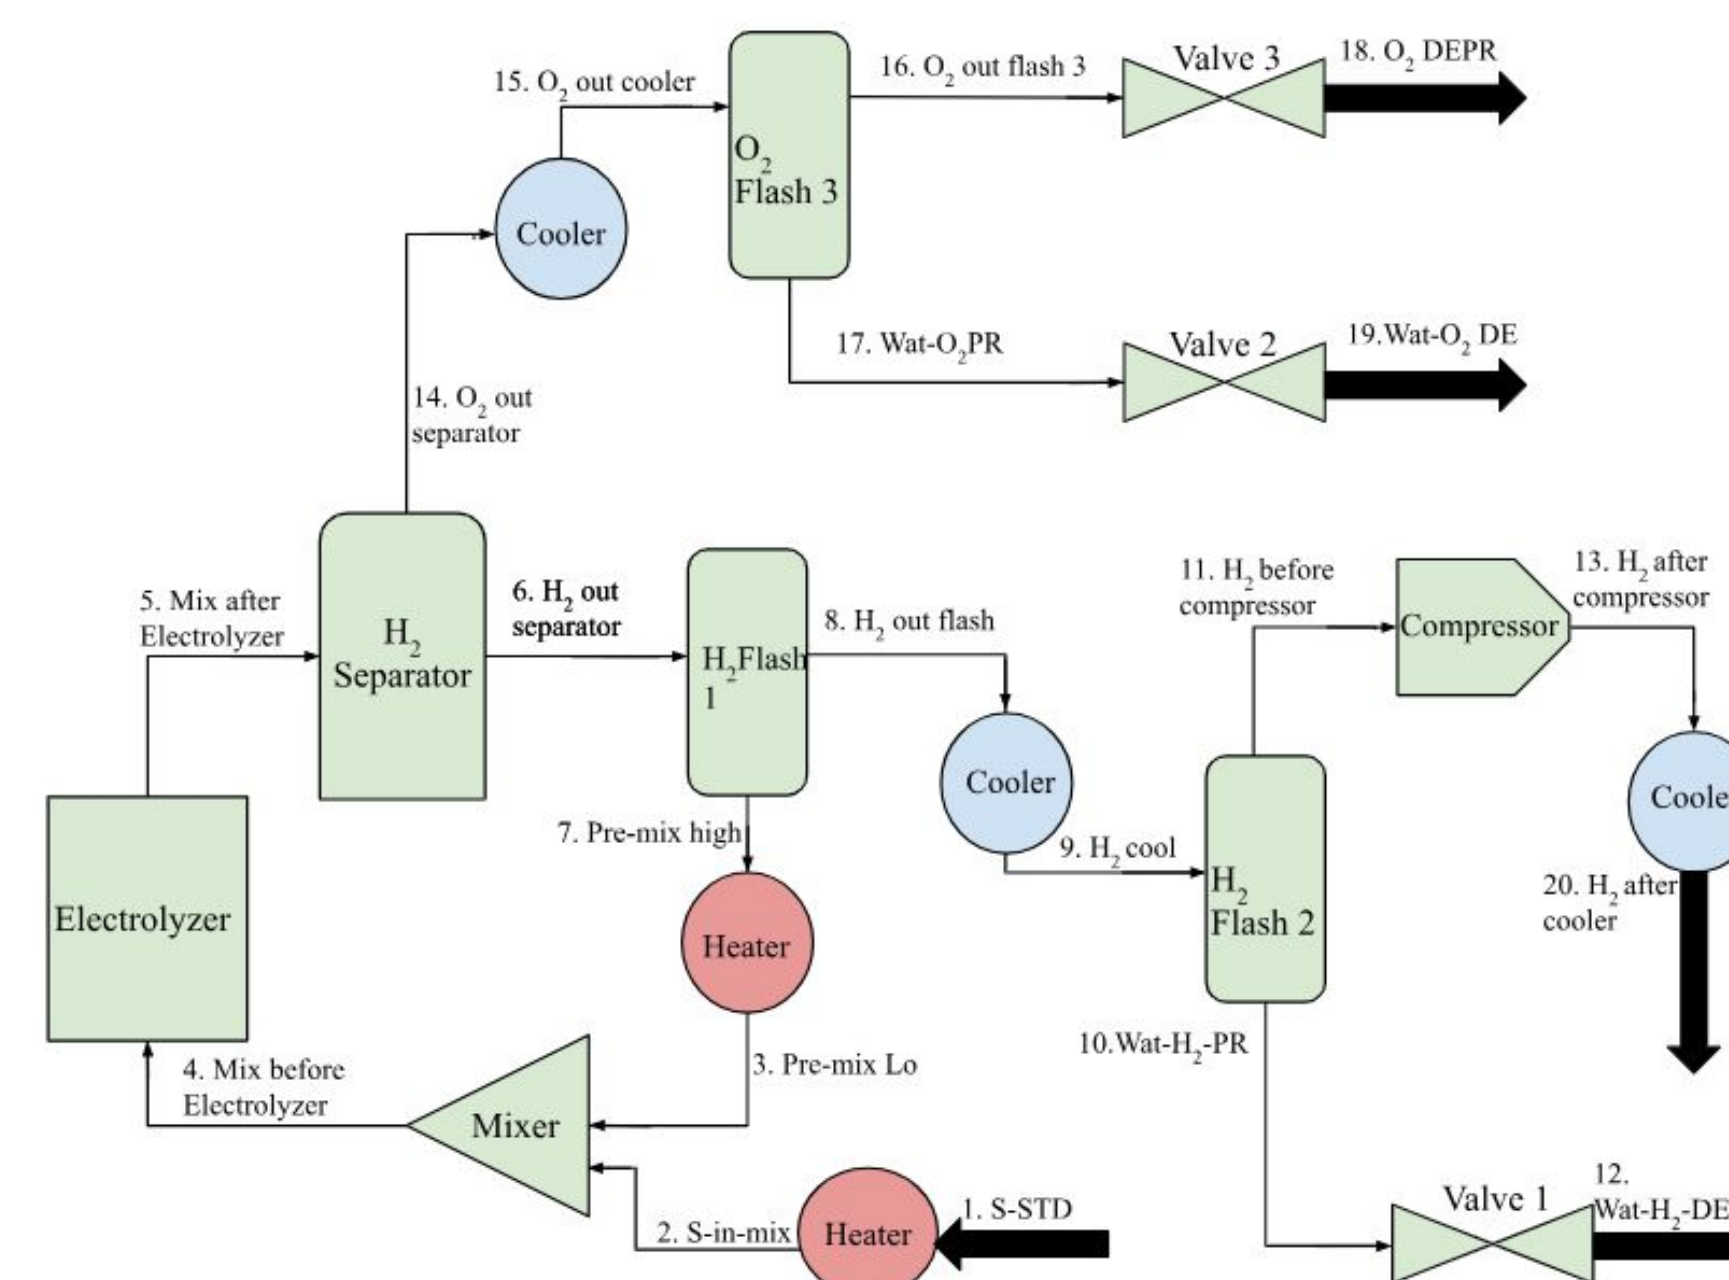 15. O₂ out cooler
16. O₂ out flash 3
Valve 3
18. O₂ DEPR
O₂
Flash 3
Cooler
17. Wat-O₂PR
Valve 2
19.Wat-O₂ DE
14. O₂ out
separator
5. Mix after
Electrolyzer
H₂
Separator
6. H₂ out
separator
H₂Flash
1
8. H₂ out flash
11. H₂ before
compressor
Compressor
13. H₂ after
compressor
Cooler
9. H₂ cool
H₂
Flash 2
Coole
20. H₂ after
cooler
7. Pre-mix high
Heater
Electrolyzer
10.Wat-H₂-PR
3. Pre-mix Lo
4. Mix before
Electrolyzer
Mixer
2. S-in-mix
Heater
1. S-STD
Valve 1
12.
Wat-H₂-DE